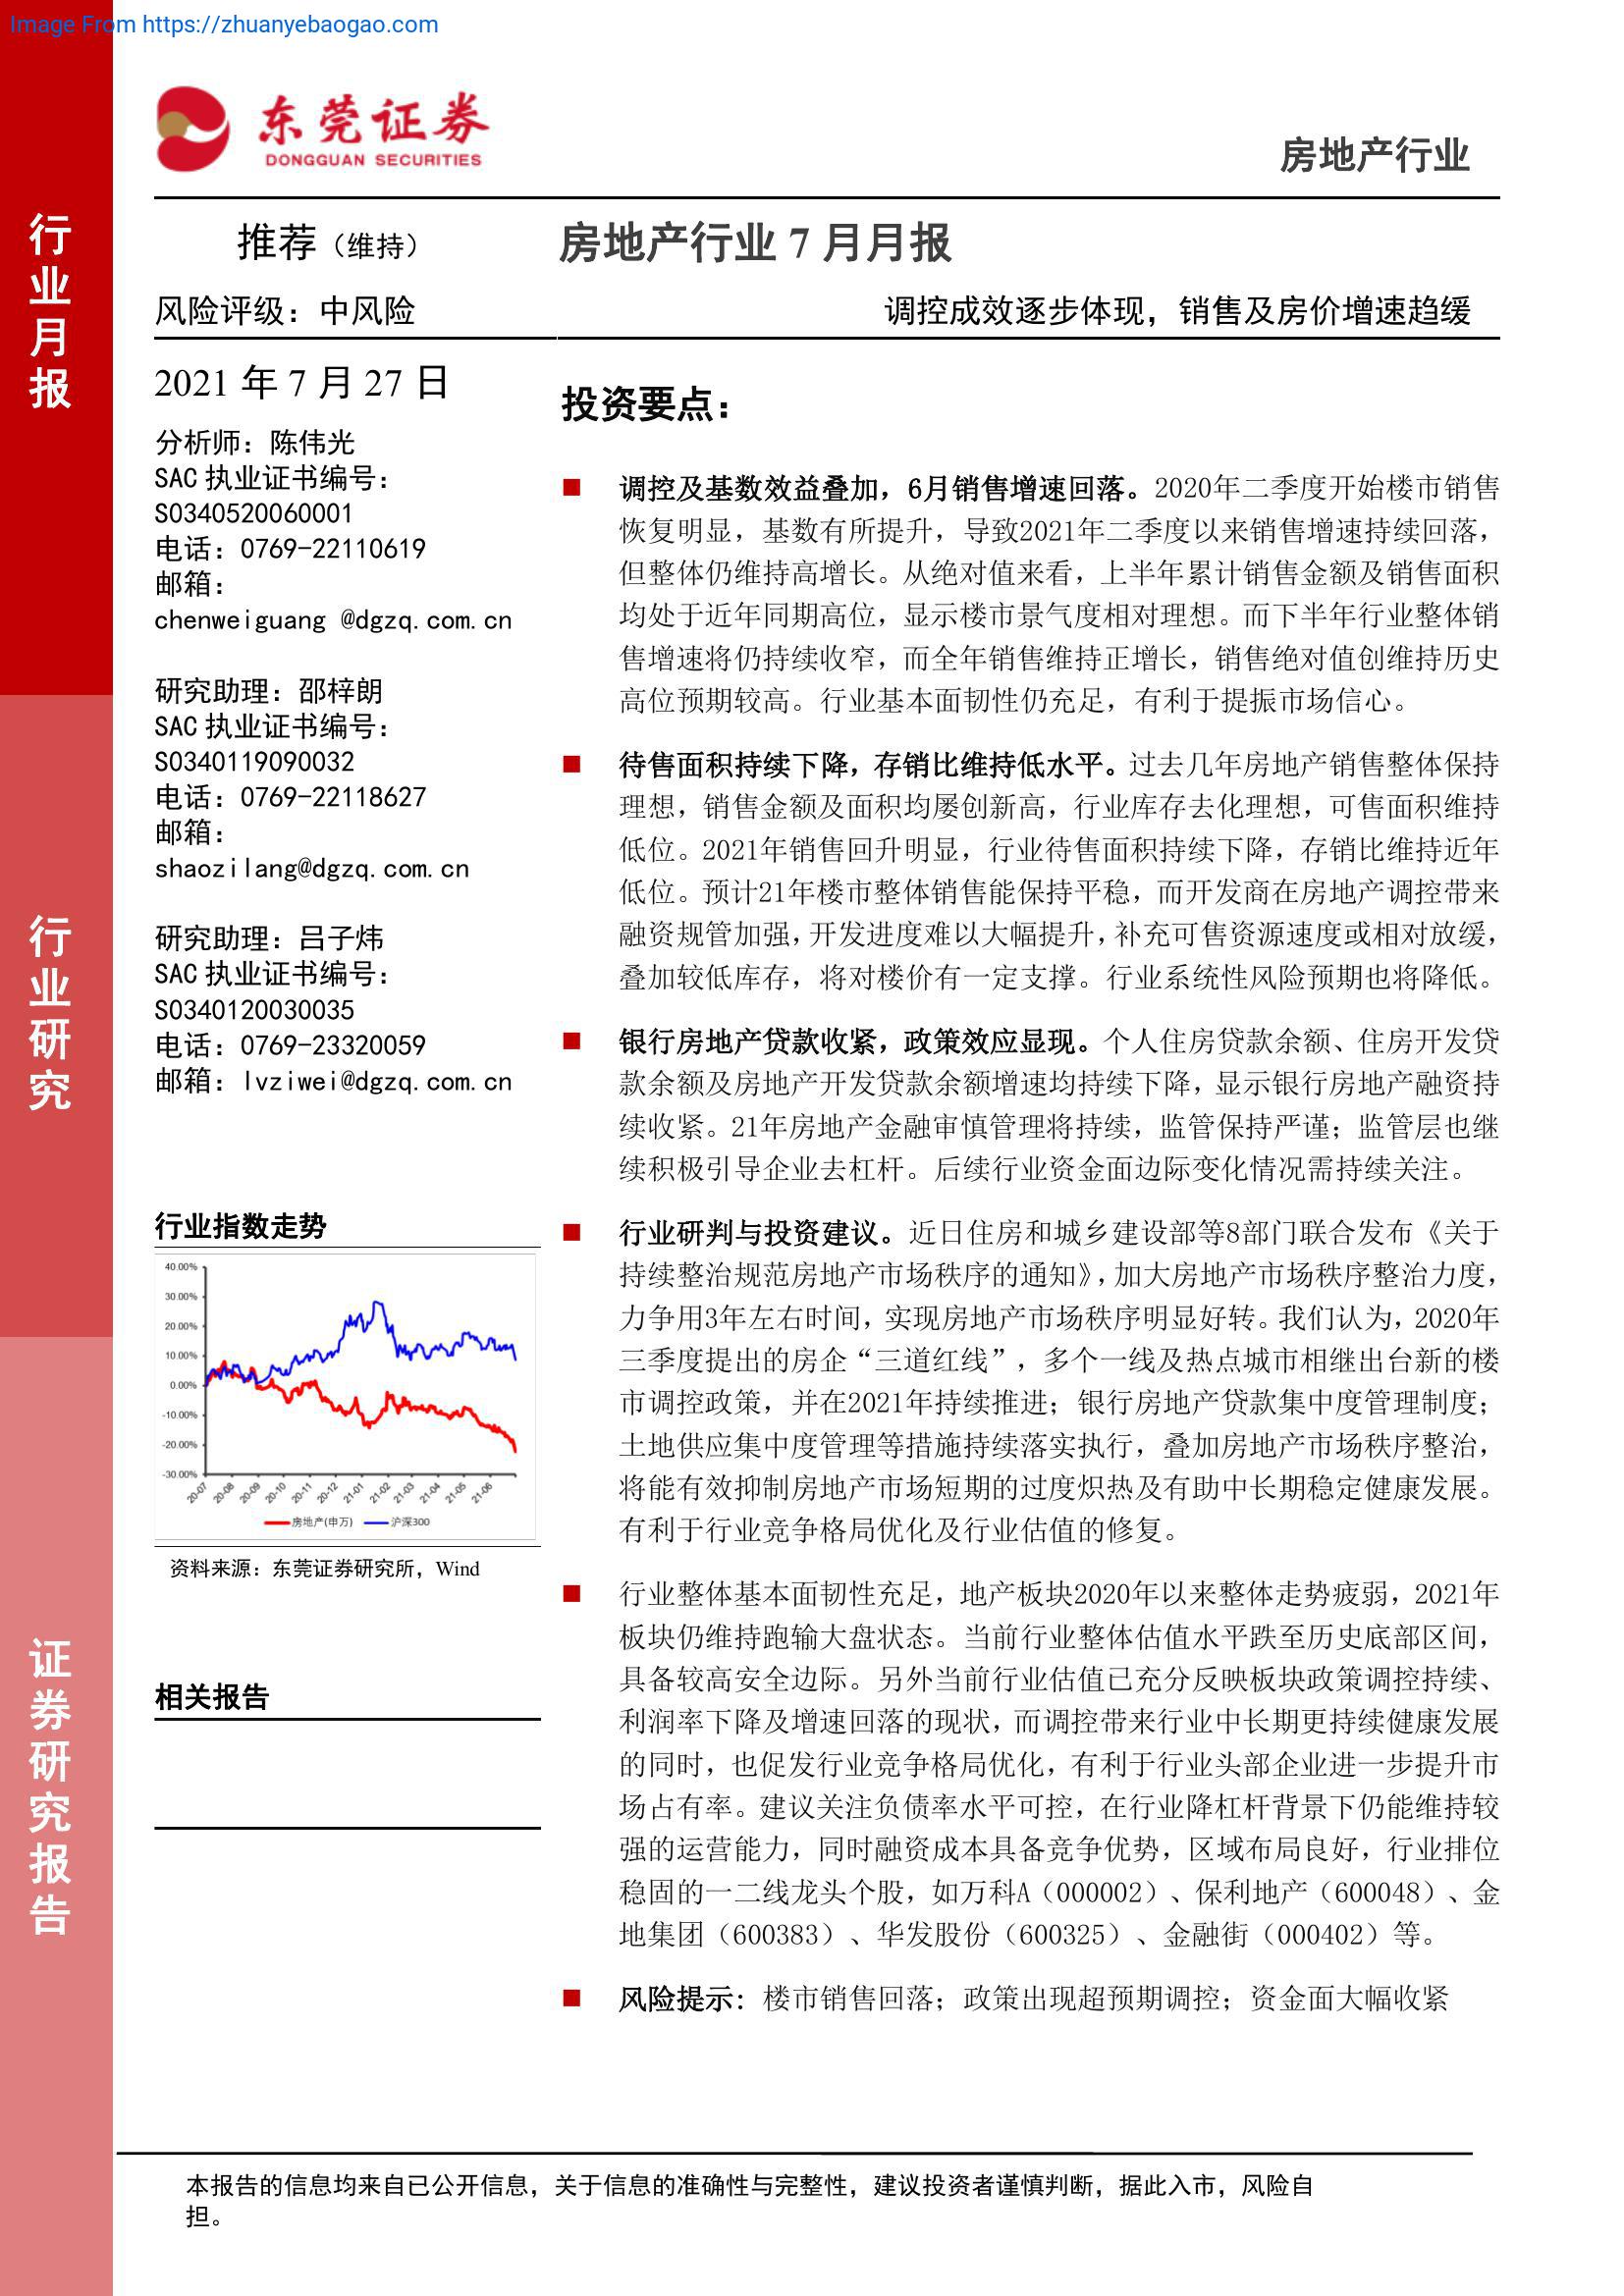 Image From https://zhuanyebaogao.com
东莞证券
DONGGUAN SECURITIES
房地产行业
行业月报
行业研究
证券研究报告
推荐（维持）
风险评级：中风险
2021 年 7 月 27 日
分析师：陈伟光
SAC 执业证书编号：
S0340520060001
电话：0769-22110619
邮箱：
chenweiguang @dgzq.com.cn
研究助理：邵梓朗
SAC 执业证书编号：
S0340119090032
电话：0769-22118627
邮箱：
shaozilang@dgzq.com.cn
研究助理：吕子炜
SAC 执业证书编号：
S0340120030035
电话：0769-23320059
邮箱：lvziwei@dgzq.com.cn
行业指数走势
40.00%
30.00%
20.00%
10.00%
0.00%
-10.00%
-20.00%
-30.00%
20-07 20-08 20-09 20-10 20-11 20-12 21-01 21-02 21-03 21-04 21-05 21-06
房地产(申万) 沪深300
资料来源：东莞证券研究所，Wind
相关报告
房地产行业 7 月月报
调控成效逐步体现，销售及房价增速趋缓
投资要点：
■ 调控及基数效益叠加，6月销售增速回落。2020年二季度开始楼市销售
恢复明显，基数有所提升，导致2021年二季度以来销售增速持续回落，
但整体仍维持高增长。从绝对值来看，上半年累计销售金额及销售面积
均处于近年同期高位，显示楼市景气度相对理想。而下半年行业整体销
售增速将仍持续收窄，而全年销售维持正增长，销售绝对值创维持历史
高位预期较高。行业基本面韧性仍充足，有利于提振市场信心。
■ 待售面积持续下降，存销比维持低水平。过去几年房地产销售整体保持
理想，销售金额及面积均屡创新高，行业库存去化理想，可售面积维持
低位。2021年销售回升明显，行业待售面积持续下降，存销比维持近年
低位。预计21年楼市整体销售能保持平稳，而开发商在房地产调控带来
融资规管加强，开发进度难以大幅提升，补充可售资源速度或相对放缓，
叠加较低库存，将对楼价有一定支撑。行业系统性风险预期也将降低。
■ 银行房地产贷款收紧，政策效应显现。个人住房贷款余额、住房开发贷
款余额及房地产开发贷款余额增速均持续下降，显示银行房地产融资持
续收紧。21年房地产金融审慎管理将持续，监管保持严谨；监管层也继
续积极引导企业去杠杆。后续行业资金面边际变化情况需持续关注。
■ 行业研判与投资建议。近日住房和城乡建设部等8部门联合发布《关于
持续整治规范房地产市场秩序的通知》，加大房地产市场秩序整治力度，
力争用3年左右时间，实现房地产市场秩序明显好转。我们认为，2020年
三季度提出的房企“三道红线”，多个一线及热点城市相继出台新的楼
市调控政策，并在2021年持续推进；银行房地产贷款集中度管理制度；
土地供应集中度管理等措施持续落实执行，叠加房地产市场秩序整治，
将能有效抑制房地产市场短期的过度炽热及有助中长期稳定健康发展。
有利于行业竞争格局优化及行业估值的修复。
■ 行业整体基本面韧性充足，地产板块2020年以来整体走势疲弱，2021年
板块仍维持跑输大盘状态。当前行业整体估值水平跌至历史底部区间，
具备较高安全边际。另外当前行业估值已充分反映板块政策调控持续、
利润率下降及增速回落的现状，而调控带来行业中长期更持续健康发展
的同时，也促发行业竞争格局优化，有利于行业头部企业进一步提升市
场占有率。建议关注负债率水平可控，在行业降杠杆背景下仍能维持较
强的运营能力，同时融资成本具备竞争优势，区域布局良好，行业排位
稳固的一二线龙头个股，如万科A（000002）、保利地产（600048）、金
地集团（600383）、华发股份（600325）、金融街（000402）等。
■ 风险提示：楼市销售回落；政策出现超预期调控；资金面大幅收紧
本报告的信息均来自已公开信息，关于信息的准确性与完整性，建议投资者谨慎判断，据此入市，风险自
担。